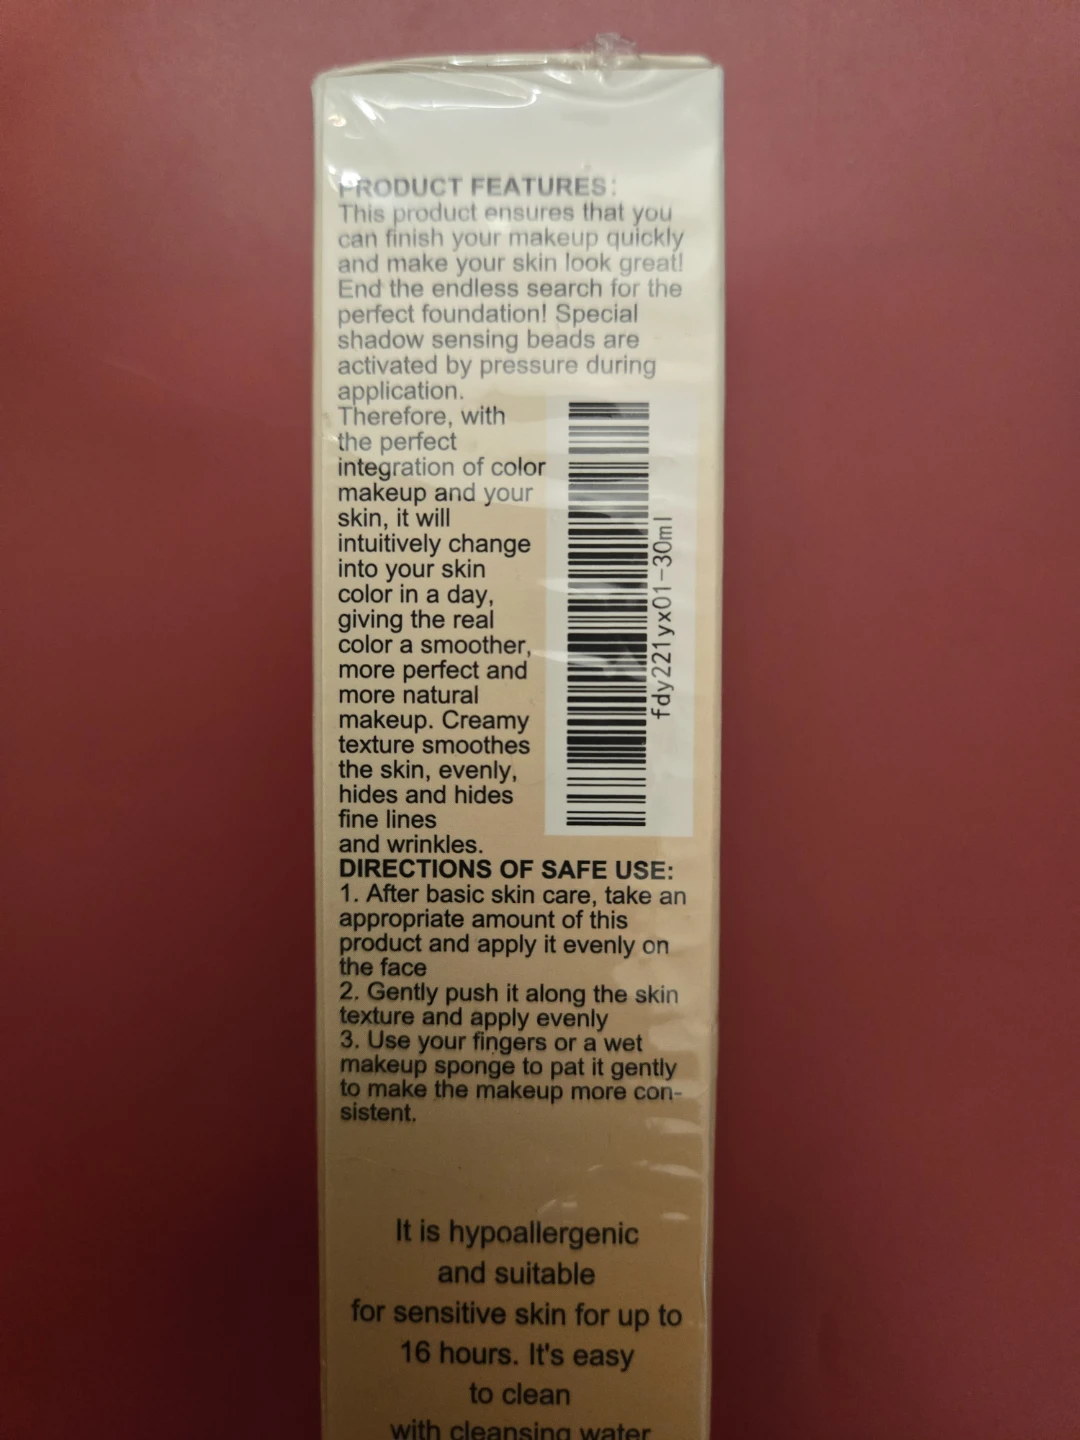 PRODUCT FEATURES:
This product ensures that you
can finish your makeup quickly
and make your skin look great!
End the endless search for the
perfect foundation! Special
shadow sensing beads are
activated by pressure during
application.
Therefore, with
the perfect
integration of color
makeup and your
skin, it will
intuitively change
into your skin
color in a day,
giving the real
color a smoother,
more perfect and
more natural
makeup. Creamy
texture smoothes
the skin, evenly,
hides and hides
fine lines
and wrinkles.
fdy221yx01-30ml
DIRECTIONS OF SAFE USE:
1. After basic skin care, take an
appropriate amount of this
product and apply it evenly on
the face
2. Gently push it along the skin
texture and apply evenly
3. Use your fingers or a wet
makeup sponge to pat it gently
to make the makeup more con-
sistent.
It is hypoallergenic
and suitable
for sensitive skin for up to
16 hours. It's easy
to clean
with cleansing water